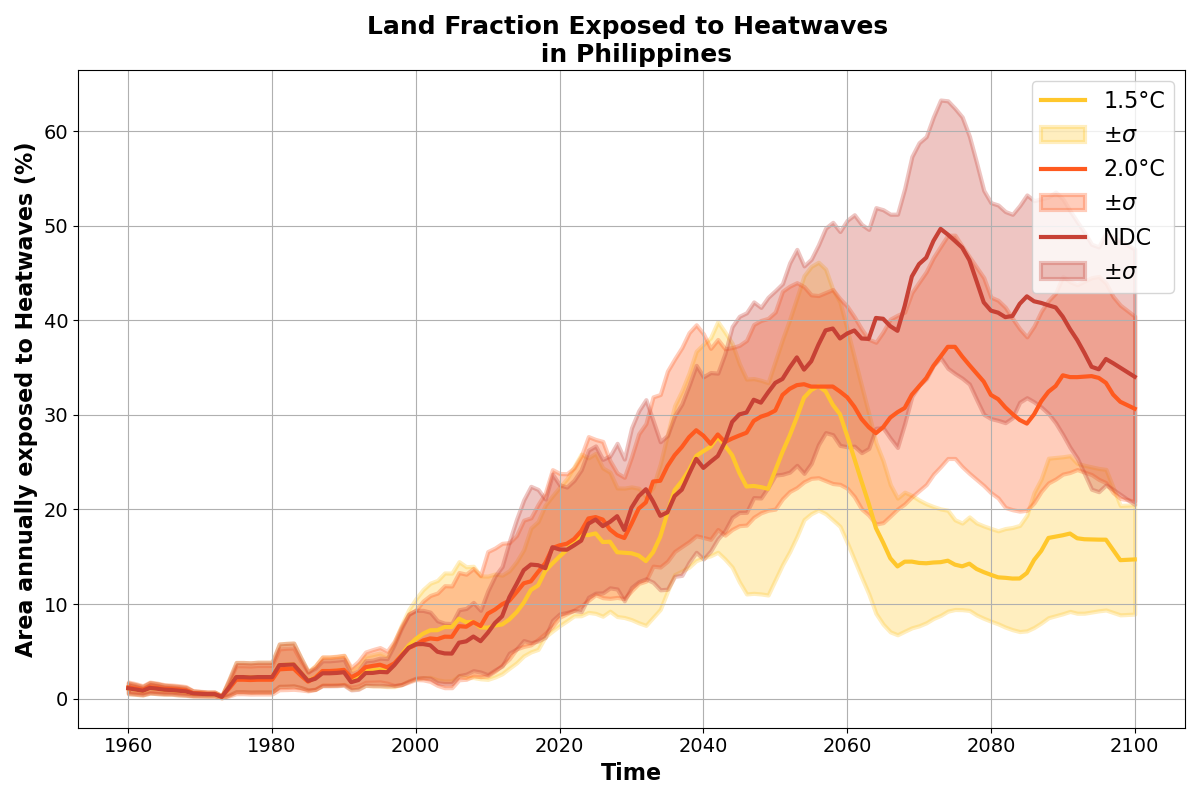 Land Fraction Exposed to Heatwaves
in Philippines
Area annually exposed to Heatwaves (%)
60
50
40
30
20
10
0
1960 1980 2000 2020 2040 2060 2080 2100
Time
1.5°C
±σ
2.0°C
±σ
NDC
±σ